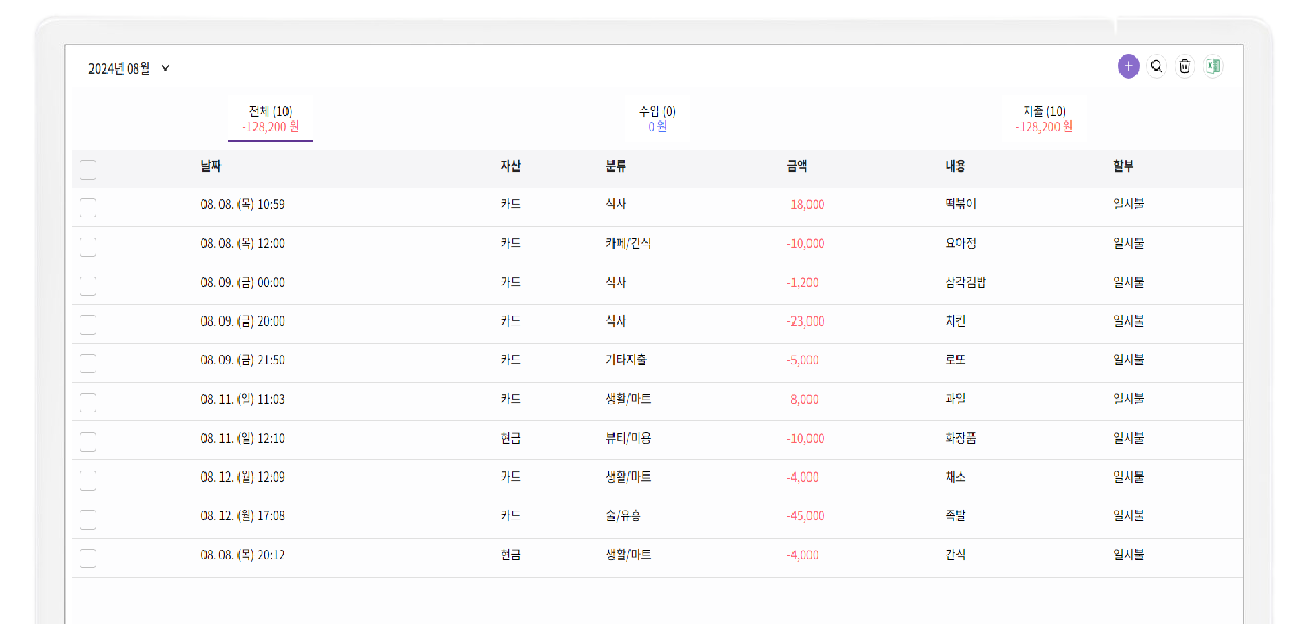 2024년 08월
전체 (10) 수입 (0) 지출 (10)
-128,200 원 0 원 -128,200 원
날짜 자산 분류 금액 내용 할부
08. 08. (목) 10:59 카드 식사 -18,000 떡볶이 일시불
08. 08. (목) 12:00 카드 카페/간식 -10,000 요아정 일시불
08. 09. (금) 00:00 카드 식사 -1,200 삼각김밥 일시불
08. 09. (금) 20:00 카드 식사 -23,000 치킨 일시불
08. 09. (금) 21:50 카드 기타지출 -5,000 로또 일시불
08. 11. (일) 11:03 카드 생활/마트 -8,000 과일 일시불
08. 11. (일) 12:10 현금 뷰티/미용 -10,000 화장품 일시불
08. 12. (월) 12:09 카드 생활/마트 -4,000 채소 일시불
08. 12. (월) 17:08 카드 술/유흥 -45,000 족발 일시불
08. 08. (목) 20:12 현금 생활/마트 -4,000 간식 일시불